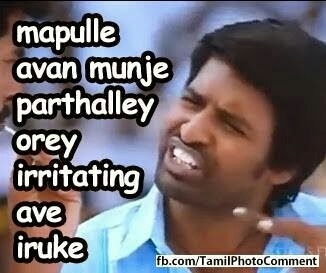 mapulle
avan munje
parthalley
orey
irritating
ave
iruke
fb.com/TamilPhotoComment